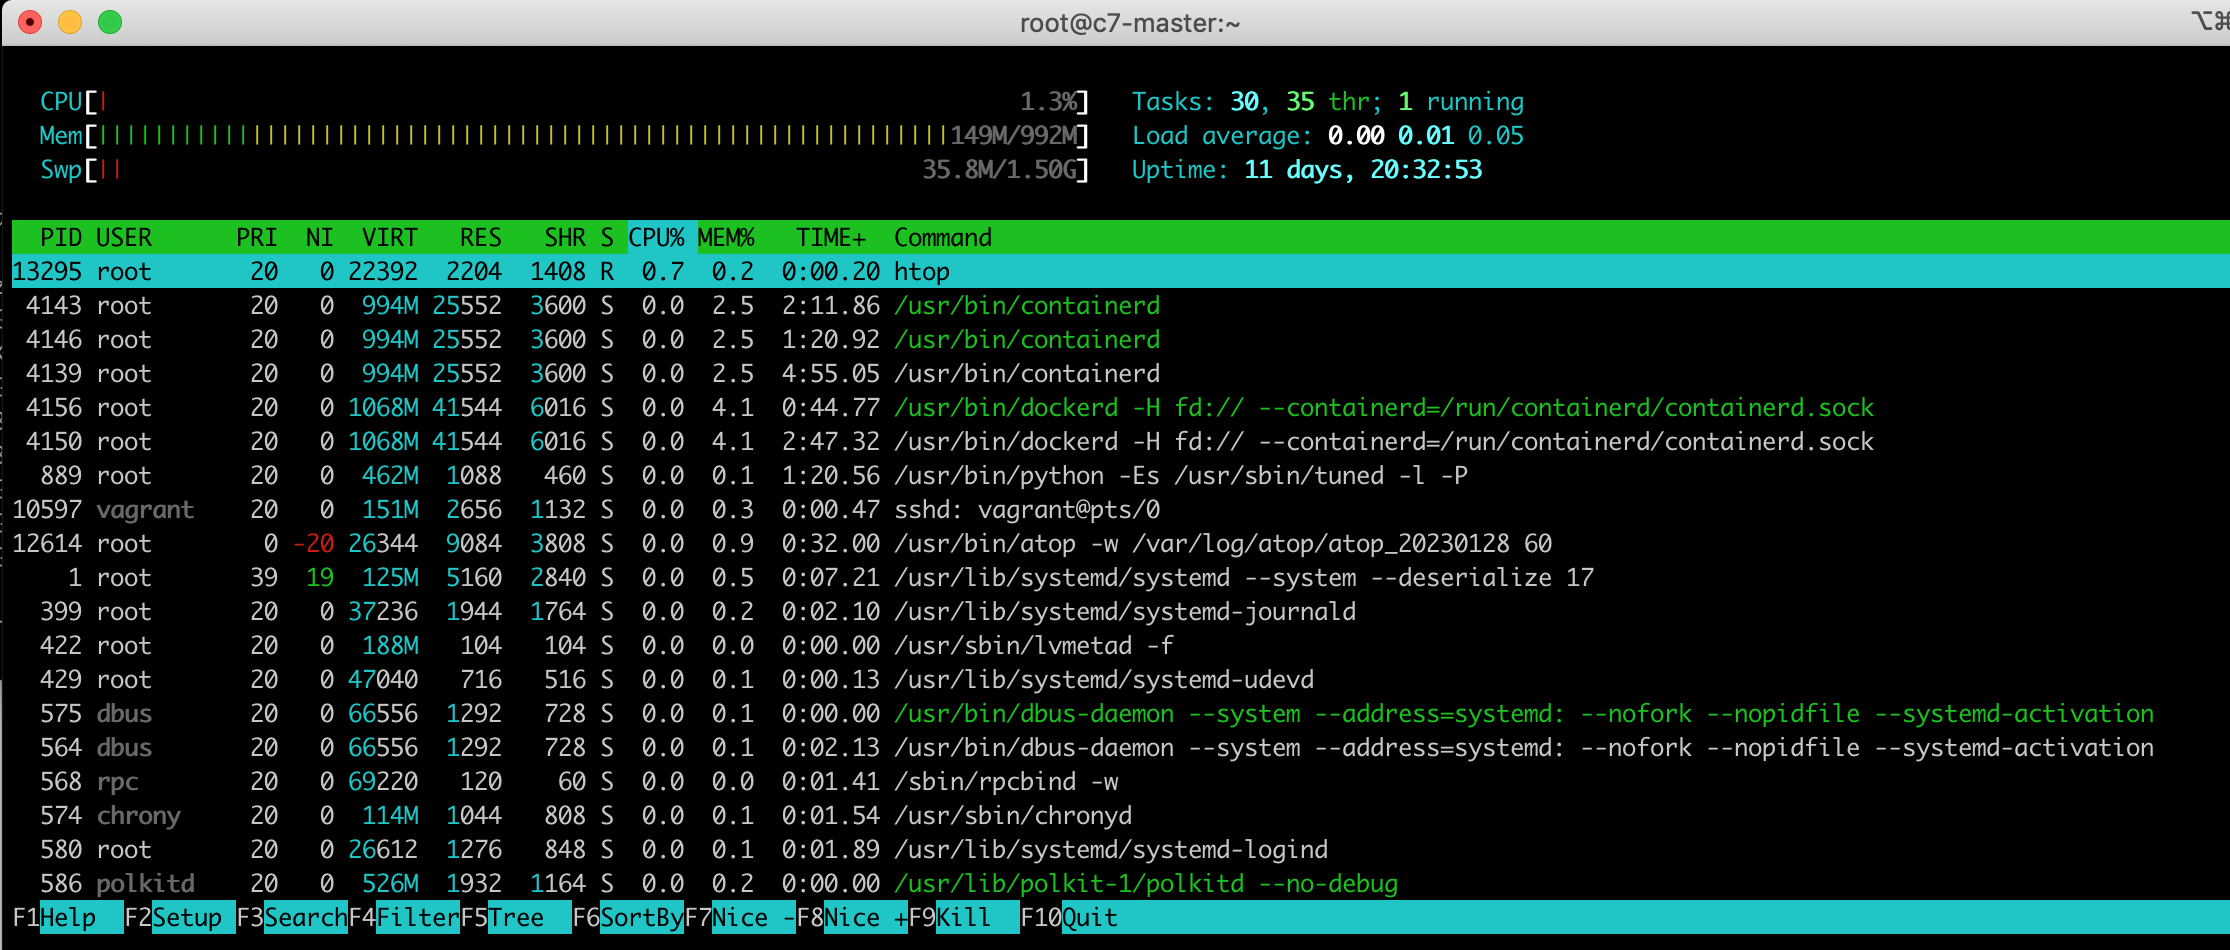 root@c7-master:~ ⌥⌘
CPU[| 1.3%] Tasks: 30, 35 thr; 1 running
Mem[||||||||||||||||||||||||||||||||||||||||||||||||||||||||||||| 149M/992M] Load average: 0.00 0.01 0.05
Swp[|| 35.8M/1.50G] Uptime: 11 days, 20:32:53
PID USER PRI NI VIRT RES SHR S CPU% MEM% TIME+ Command
13295 root 20 0 22392 2204 1408 R 0.7 0.2 0:00.20 htop
4143 root 20 0 994M 25552 3600 S 0.0 2.5 2:11.86 /usr/bin/containerd
4146 root 20 0 994M 25552 3600 S 0.0 2.5 1:20.92 /usr/bin/containerd
4139 root 20 0 994M 25552 3600 S 0.0 2.5 4:55.05 /usr/bin/containerd
4156 root 20 0 1068M 41544 6016 S 0.0 4.1 0:44.77 /usr/bin/dockerd -H fd:// --containerd=/run/containerd/containerd.sock
4150 root 20 0 1068M 41544 6016 S 0.0 4.1 2:47.32 /usr/bin/dockerd -H fd:// --containerd=/run/containerd/containerd.sock
889 root 20 0 462M 1088 460 S 0.0 0.1 1:20.56 /usr/bin/python -Es /usr/sbin/tuned -l -P
10597 vagrant 20 0 151M 2656 1132 S 0.0 0.3 0:00.47 sshd: vagrant@pts/0
12614 root 0 -20 26344 9084 3808 S 0.0 0.9 0:32.00 /usr/bin/atop -w /var/log/atop/atop_20230128 60
1 root 39 19 125M 5160 2840 S 0.0 0.5 0:07.21 /usr/lib/systemd/systemd --system --deserialize 17
399 root 20 0 37236 1944 1764 S 0.0 0.2 0:02.10 /usr/lib/systemd/systemd-journald
422 root 20 0 188M 104 104 S 0.0 0.0 0:00.00 /usr/sbin/lvmetad -f
429 root 20 0 47040 716 516 S 0.0 0.1 0:00.13 /usr/lib/systemd/systemd-udevd
575 dbus 20 0 66556 1292 728 S 0.0 0.1 0:00.00 /usr/bin/dbus-daemon --system --address=systemd: --nofork --nopidfile --systemd-activation
564 dbus 20 0 66556 1292 728 S 0.0 0.1 0:02.13 /usr/bin/dbus-daemon --system --address=systemd: --nofork --nopidfile --systemd-activation
568 rpc 20 0 69220 120 60 S 0.0 0.0 0:01.41 /sbin/rpcbind -w
574 chrony 20 0 114M 1044 808 S 0.0 0.1 0:01.54 /usr/sbin/chronyd
580 root 20 0 26612 1276 848 S 0.0 0.1 0:01.89 /usr/lib/systemd/systemd-logind
586 polkitd 20 0 526M 1932 1164 S 0.0 0.2 0:00.00 /usr/lib/polkit-1/polkitd --no-debug
F1Help F2Setup F3SearchF4FilterF5Tree F6SortByF7Nice -F8Nice +F9Kill F10Quit